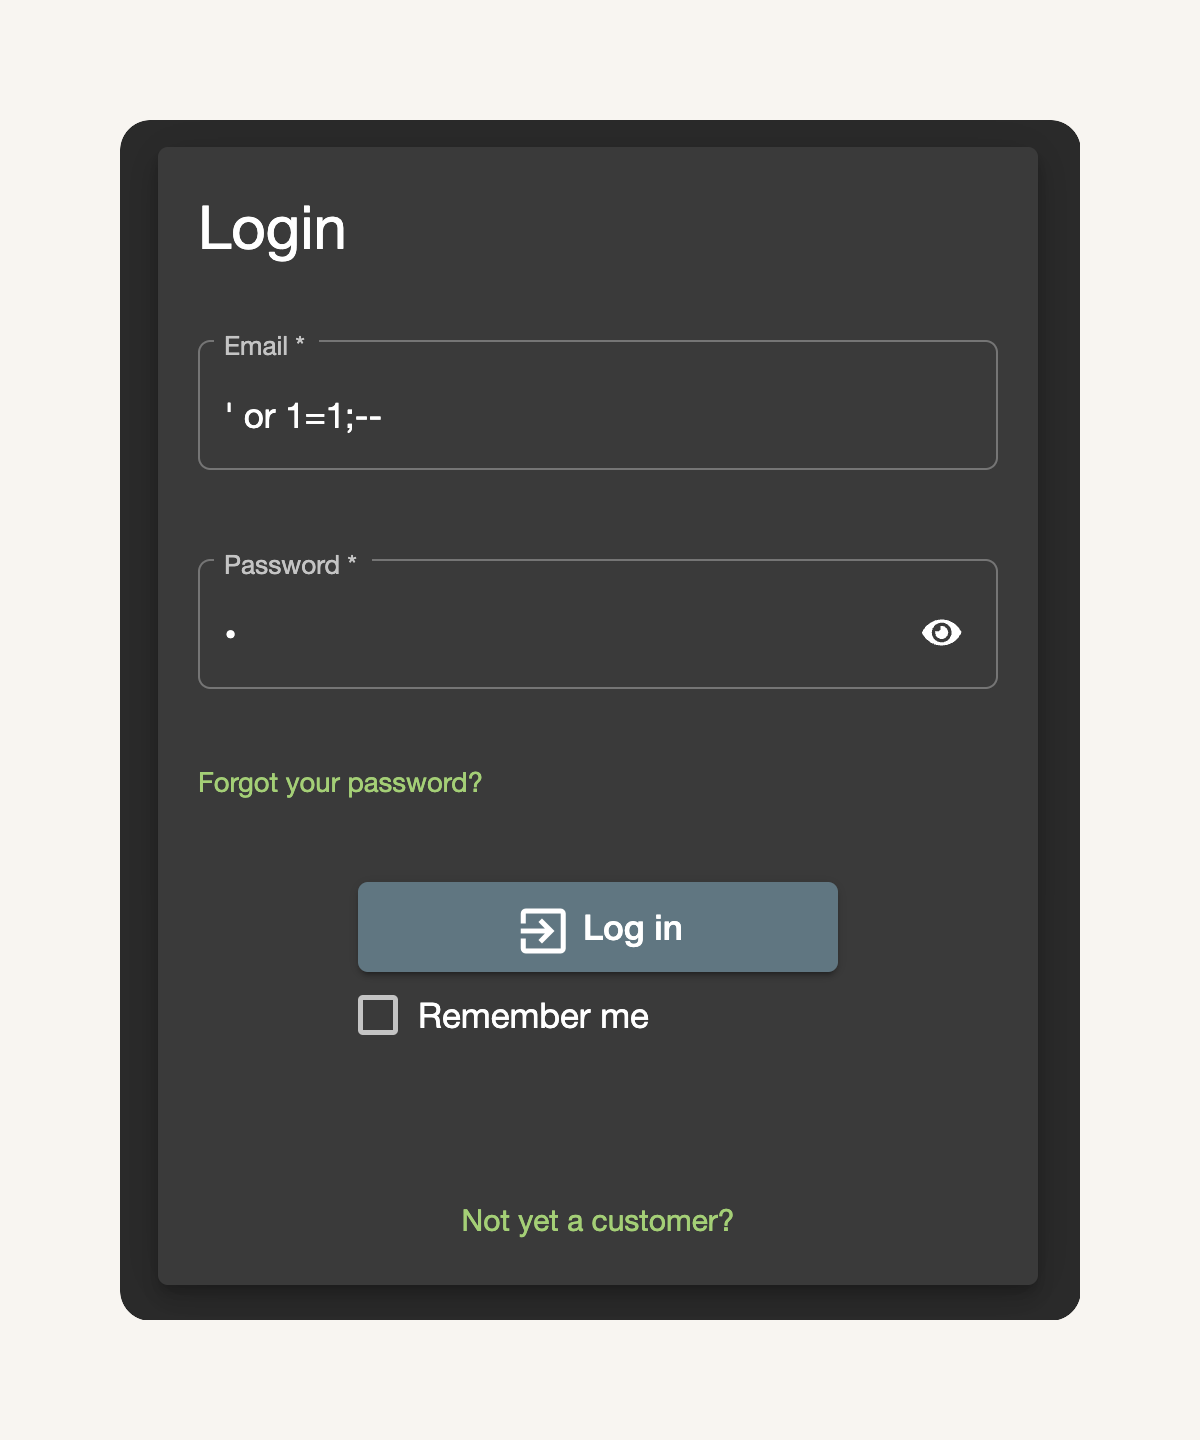 Login
Email *
' or 1=1;--
Password *
•
Forgot your password?
Log in
Remember me
Not yet a customer?